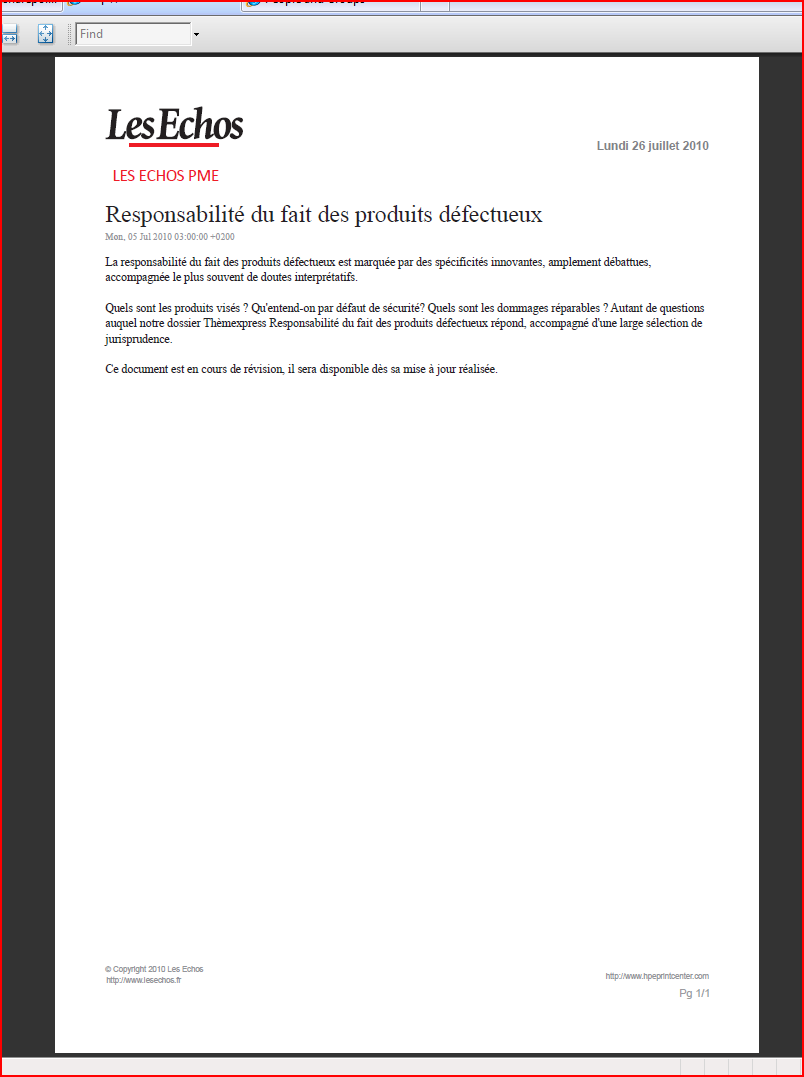 People and Groups
Find
Les Echos
Lundi 26 juillet 2010
LES ECHOS PME
Responsabilité du fait des produits défectueux
Mon, 05 Jul 2010 03:00:00 +0200
La responsabilité du fait des produits défectueux est marquée par des spécificités innovantes, amplement débattues,
accompagnée le plus souvent de doutes interprétatifs.
Quels sont les produits visés ? Qu'entend-on par défaut de sécurité? Quels sont les dommages réparables ? Autant de questions
auquel notre dossier Thèmexpress Responsabilité du fait des produits défectueux répond, accompagné d'une large sélection de
jurisprudence.
Ce document est en cours de révision, il sera disponible dès sa mise à jour réalisée.
© Copyright 2010 Les Echos
http://www.lesechos.fr
http://www.hpeprintcenter.com
Pg 1/1